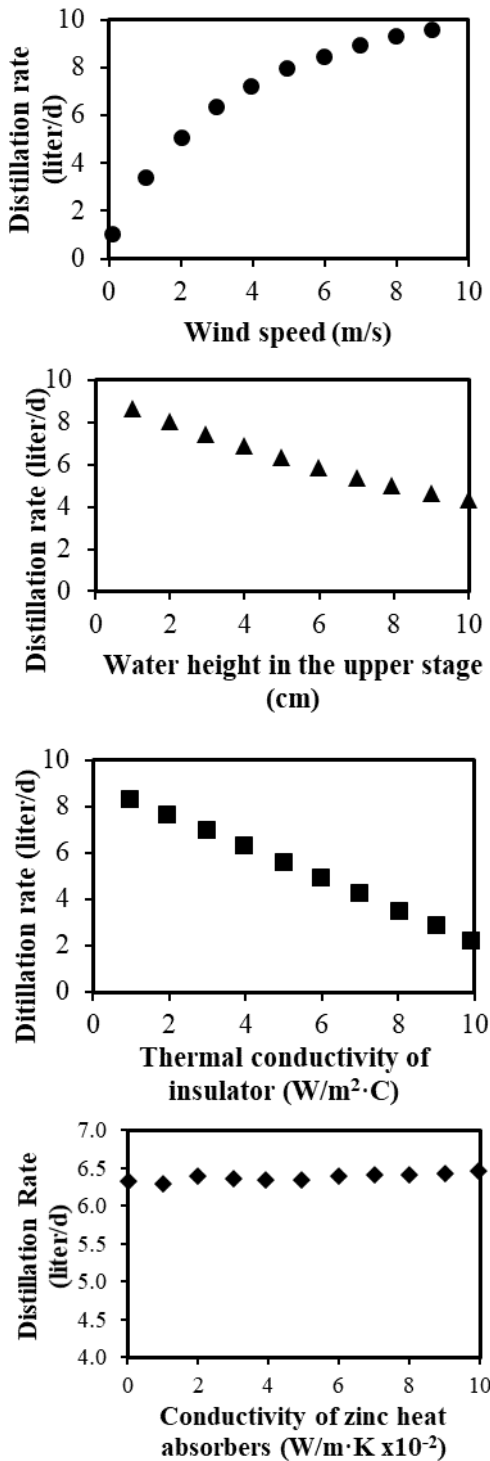 Distillation rate
(liter/d)
10
8
6
4
2
0
0 2 4 6 8 10
Wind speed (m/s)
Distillation rate (liter/d)
10
8
6
4
2
0
0 2 4 6 8 10
Water height in the upper stage
(cm)
Ditillation rate (liter/d)
10
8
6
4
2
0
0 2 4 6 8 10
Thermal conductivity of
insulator (W/m²·C)
Distillation Rate
(liter/d)
7.0
6.5
6.0
5.5
5.0
4.5
4.0
0 2 4 6 8 10
Conductivity of zinc heat
absorbers (W/m·K x10⁻²)